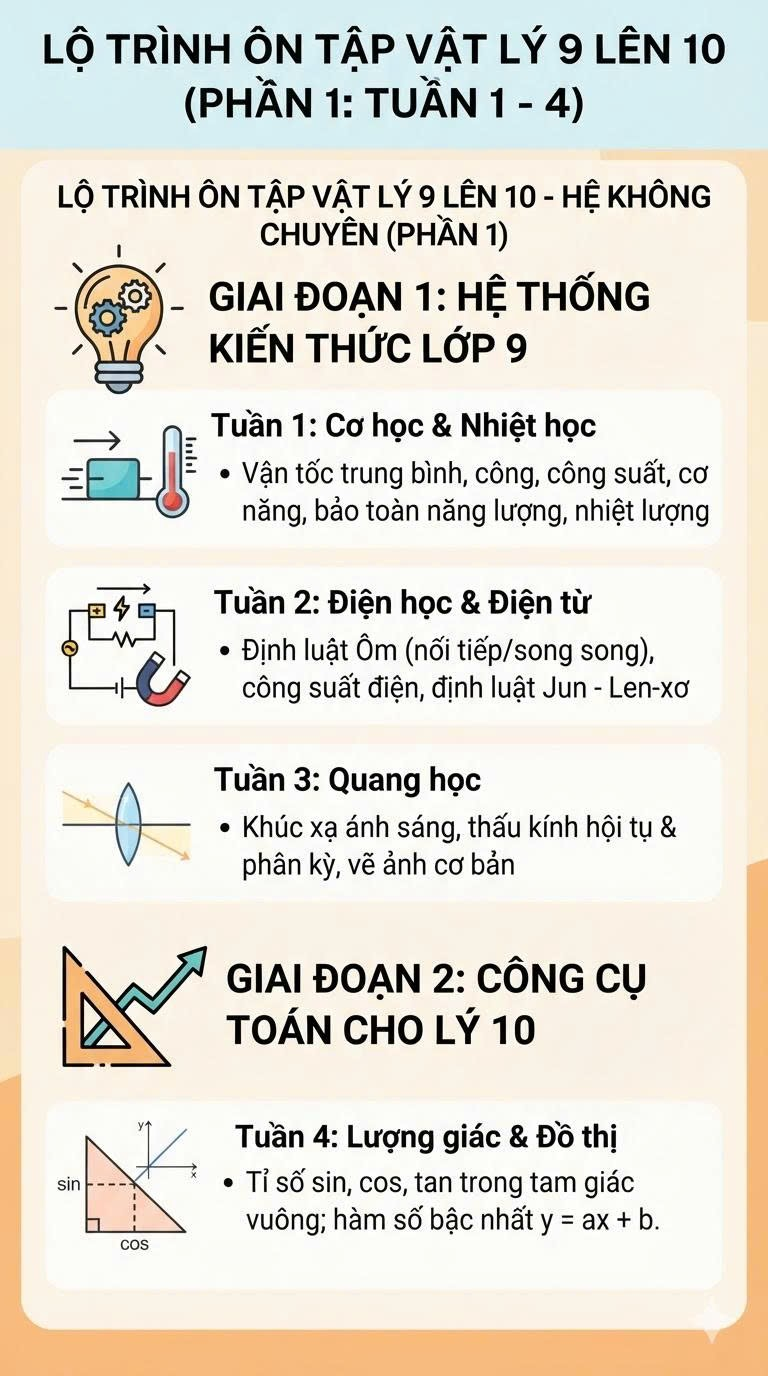 LỘ TRÌNH ÔN TẬP VẬT LÝ 9 LÊN 10
(PHẦN 1: TUẦN 1 - 4)
LỘ TRÌNH ÔN TẬP VẬT LÝ 9 LÊN 10 - HỆ KHÔNG
CHUYÊN (PHẦN 1)
GIAI ĐOẠN 1: HỆ THỐNG
KIẾN THỨC LỚP 9
Tuần 1: Cơ học & Nhiệt học
• Vận tốc trung bình, công, công suất, cơ
năng, bảo toàn năng lượng, nhiệt lượng
+ -
Tuần 2: Điện học & Điện từ
• Định luật Ôm (nối tiếp/song song),
công suất điện, định luật Jun - Len-xơ
Tuần 3: Quang học
• Khúc xạ ánh sáng, thấu kính hội tụ &
phân kỳ, vẽ ảnh cơ bản
GIAI ĐOẠN 2: CÔNG CỤ
TOÁN CHO LÝ 10
Tuần 4: Lượng giác & Đồ thị
• Tỉ số sin, cos, tan trong tam giác
vuông; hàm số bậc nhất y = ax + b.
y
x
sin
cos